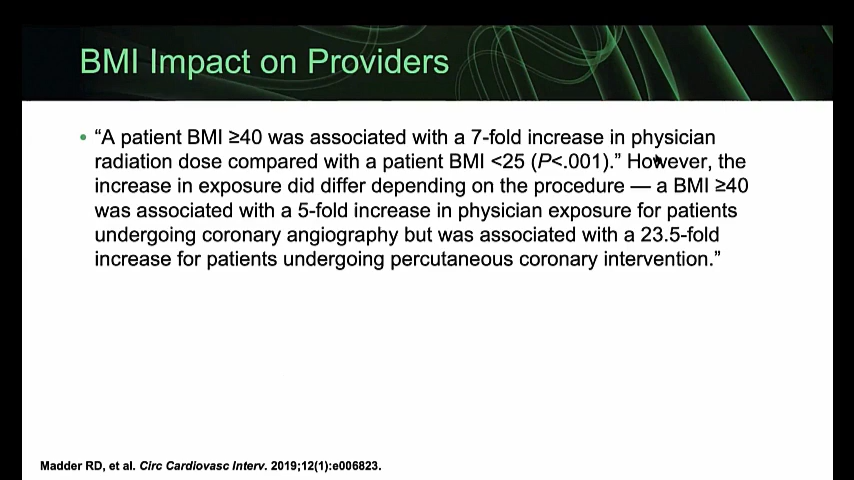 BMI Impact on Providers
• “A patient BMI ≥40 was associated with a 7-fold increase in physician
radiation dose compared with a patient BMI <25 (P<.001).” However, the
increase in exposure did differ depending on the procedure — a BMI ≥40
was associated with a 5-fold increase in physician exposure for patients
undergoing coronary angiography but was associated with a 23.5-fold
increase for patients undergoing percutaneous coronary intervention.”
Madder RD, et al. Circ Cardiovasc Interv. 2019;12(1):e006823.